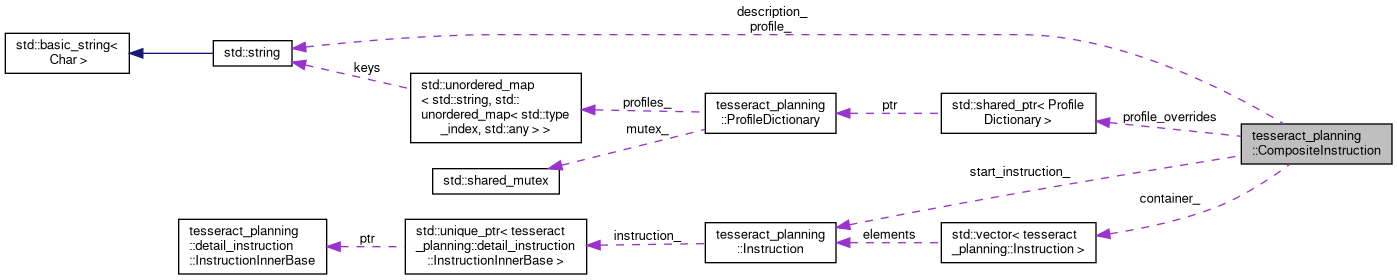 description_
profile_
std::basic_string<
Char >
std::string
keys
std::unordered_map
< std::string, std::
unordered_map< std::type
_index, std::any > >
profiles_
mutex_
tesseract_planning
::ProfileDictionary
ptr
std::shared_ptr< Profile
Dictionary >
profile_overrides
tesseract_planning
::CompositeInstruction
std::shared_mutex
start_instruction_
container_
tesseract_planning
::detail_instruction
::InstructionInnerBase
ptr
std::unique_ptr< tesseract
_planning::detail_instruction
::InstructionInnerBase >
instruction_
tesseract_planning
::Instruction
elements
std::vector< tesseract
_planning::Instruction >